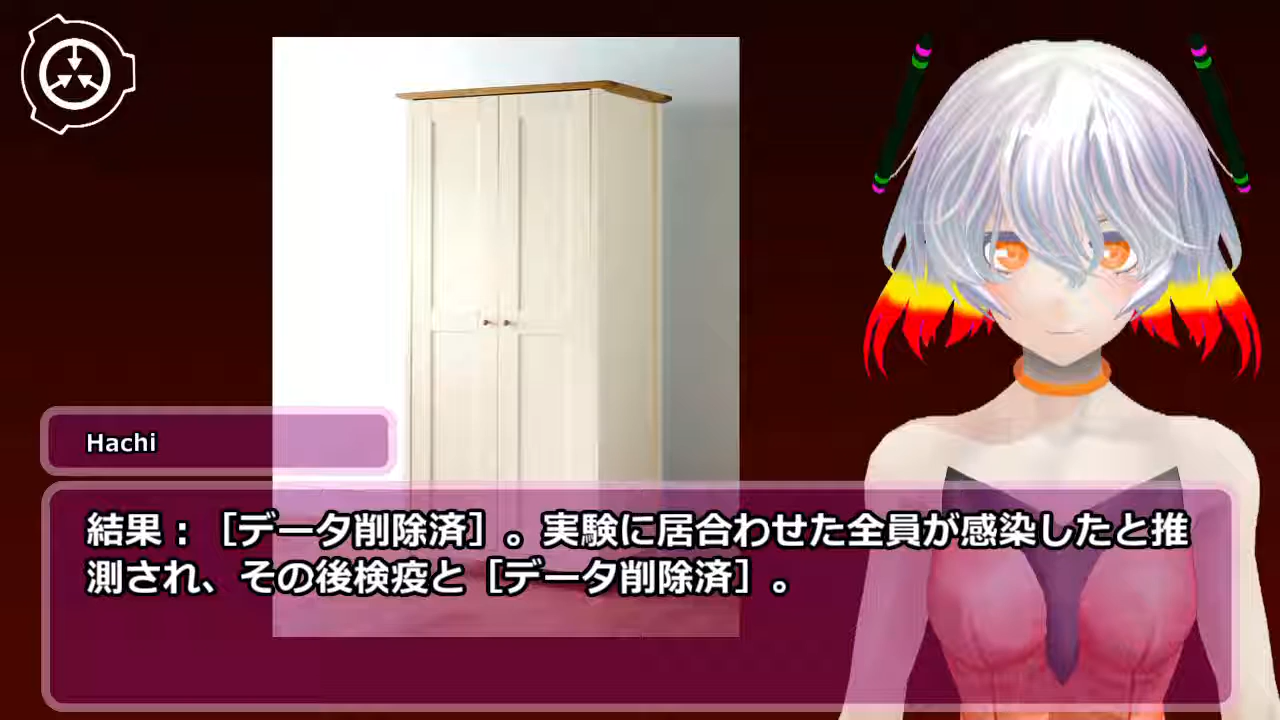 Hachi
結果：［データ削除済］。実験に居合わせた全員が感染したと推
測され、その後検疫と［データ削除済］。